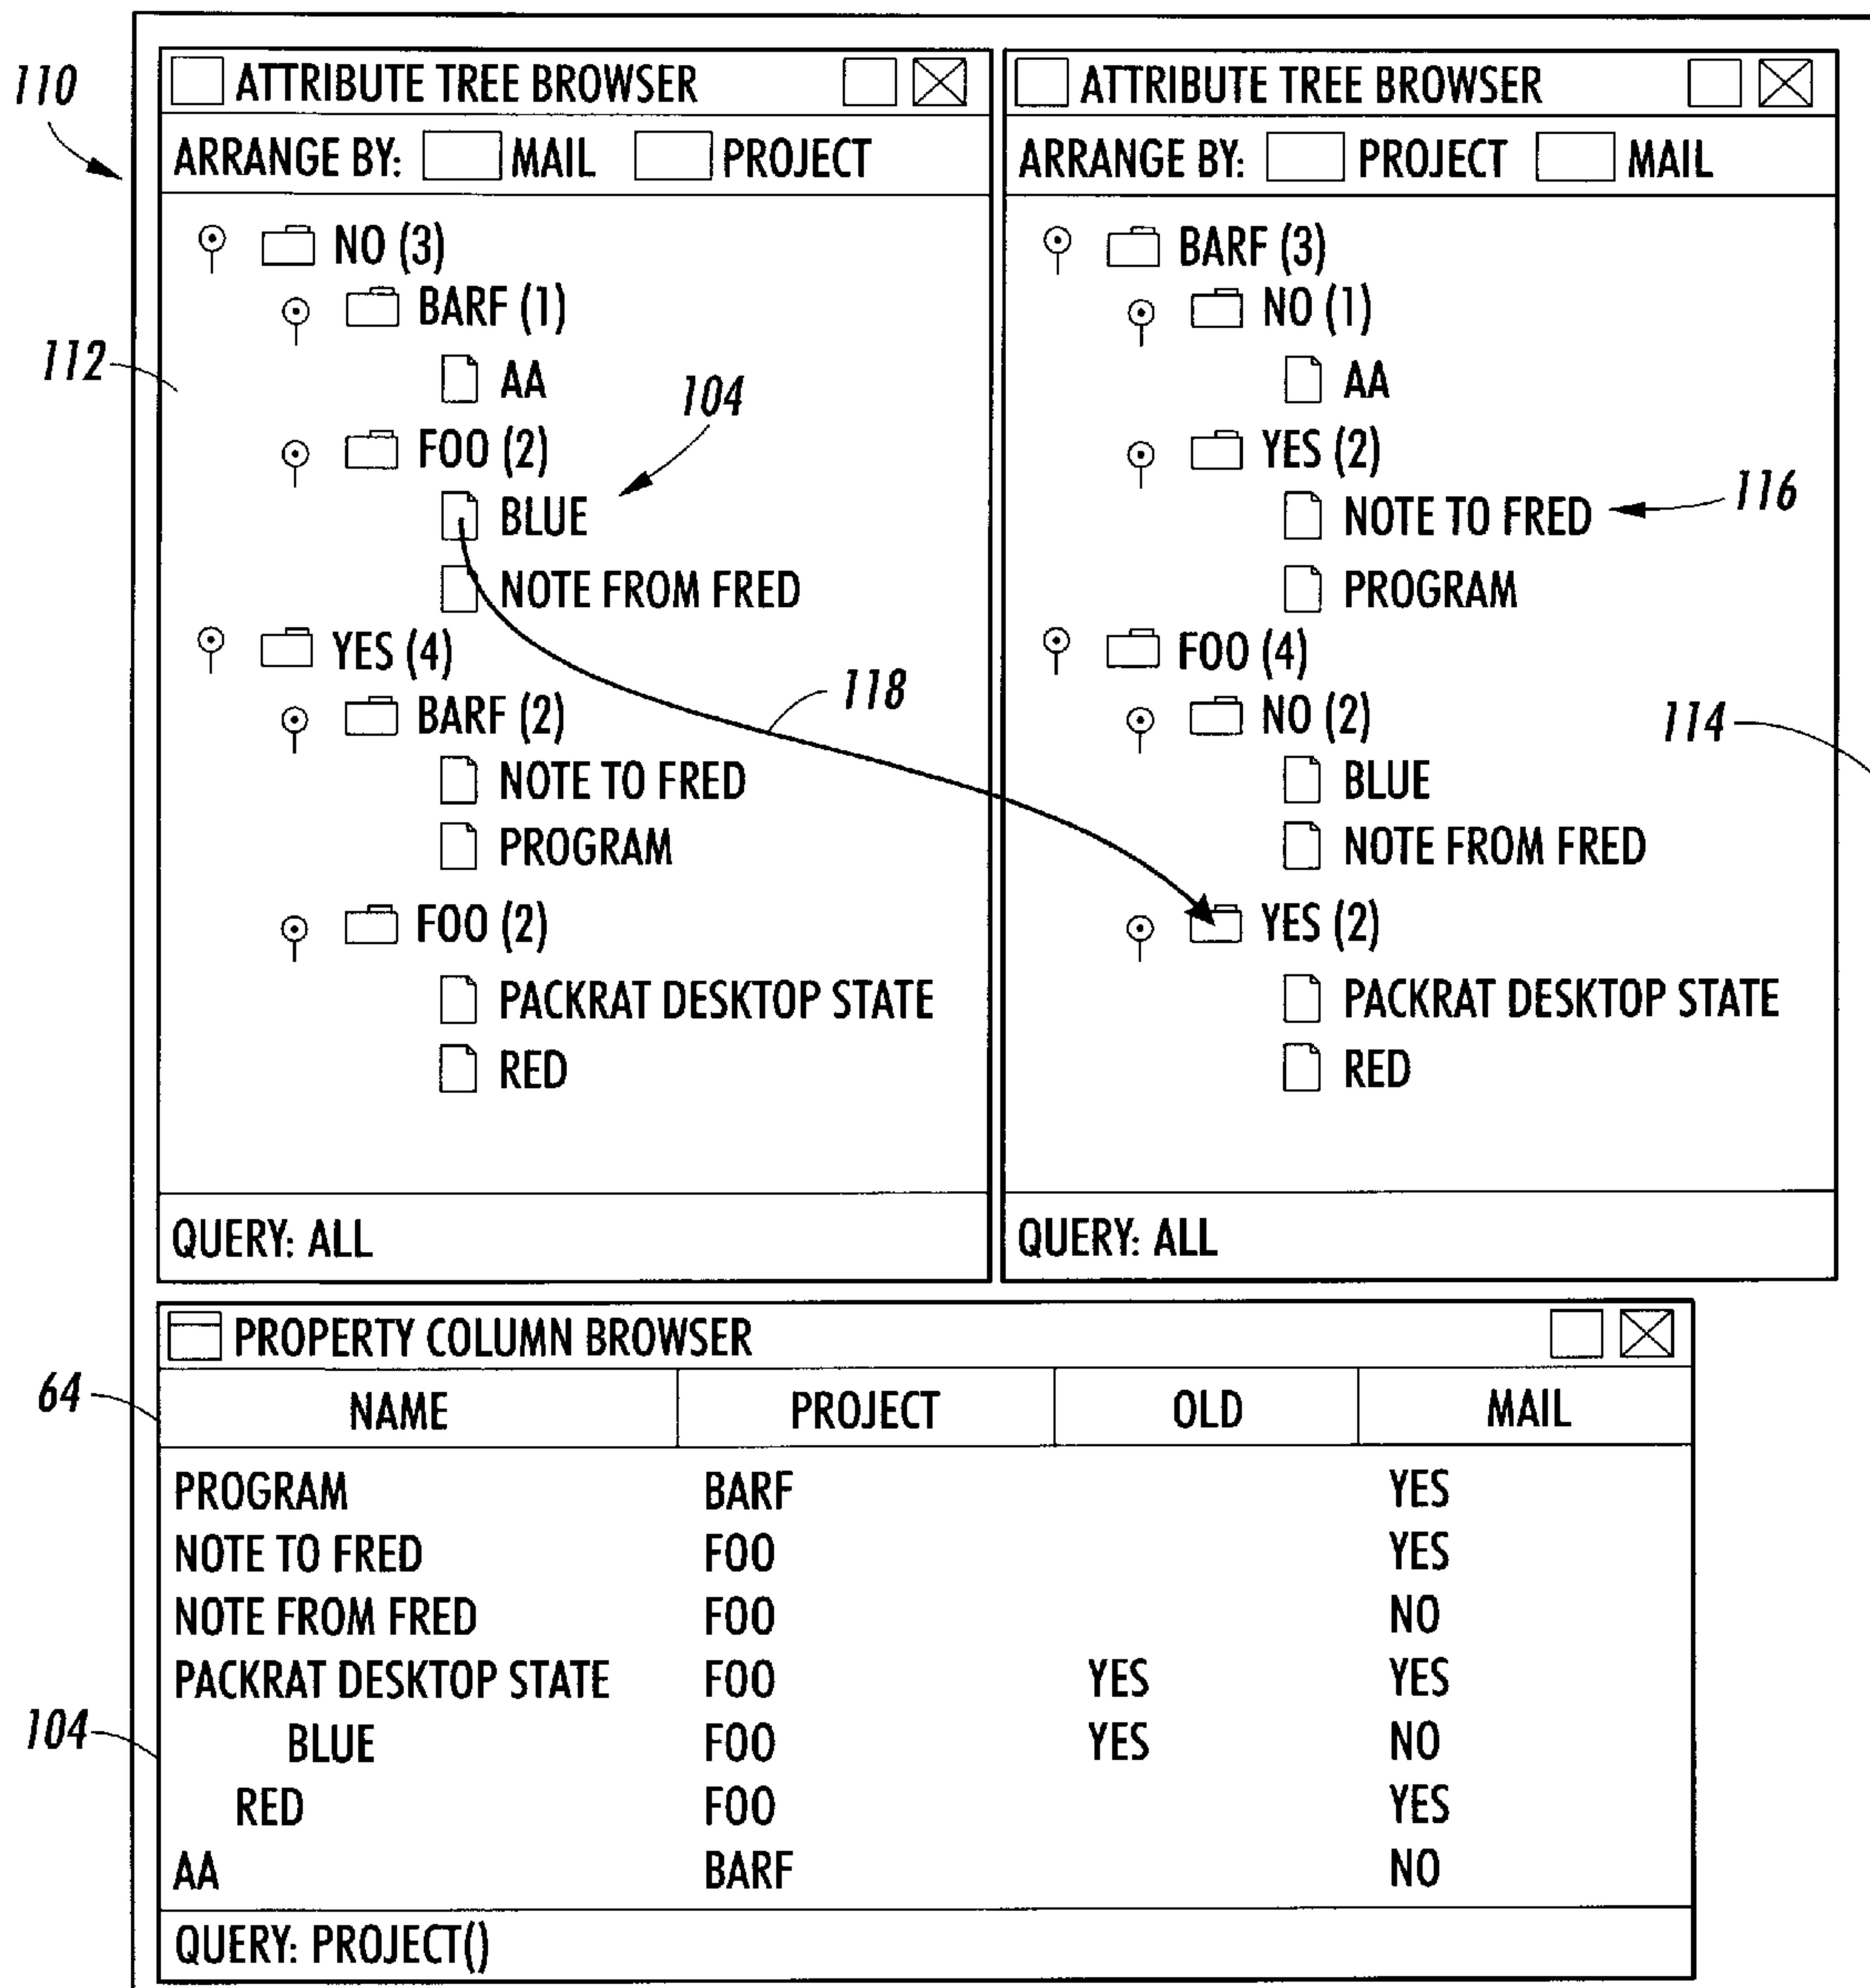 110
ATTRIBUTE TREE BROWSER
ARRANGE BY: MAIL PROJECT
NO (3)
BARF (1)
112
AA
104
FOO (2)
BLUE
NOTE FROM FRED
YES (4)
118
BARF (2)
NOTE TO FRED
PROGRAM
FOO (2)
PACKRAT DESKTOP STATE
RED
QUERY: ALL
ATTRIBUTE TREE BROWSER
ARRANGE BY: PROJECT MAIL
BARF (3)
NO (1)
AA
YES (2)
NOTE TO FRED
116
PROGRAM
FOO (4)
NO (2)
114
BLUE
NOTE FROM FRED
YES (2)
PACKRAT DESKTOP STATE
RED
QUERY: ALL
PROPERTY COLUMN BROWSER
64
NAME PROJECT OLD MAIL
PROGRAM BARF YES
NOTE TO FRED FOO YES
NOTE FROM FRED FOO NO
PACKRAT DESKTOP STATE FOO YES YES
104
BLUE FOO YES NO
RED FOO YES
AA BARF NO
QUERY: PROJECT()